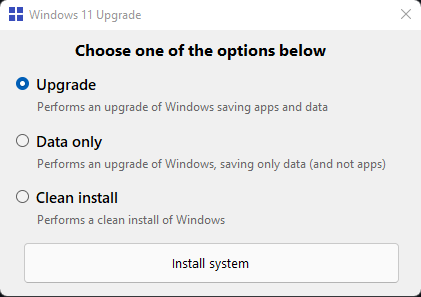 Windows 11 Upgrade
Choose one of the options below
Upgrade
Performs an upgrade of Windows saving apps and data
Data only
Performs an upgrade of Windows, saving only data (and not apps)
Clean install
Performs a clean install of Windows
Install system